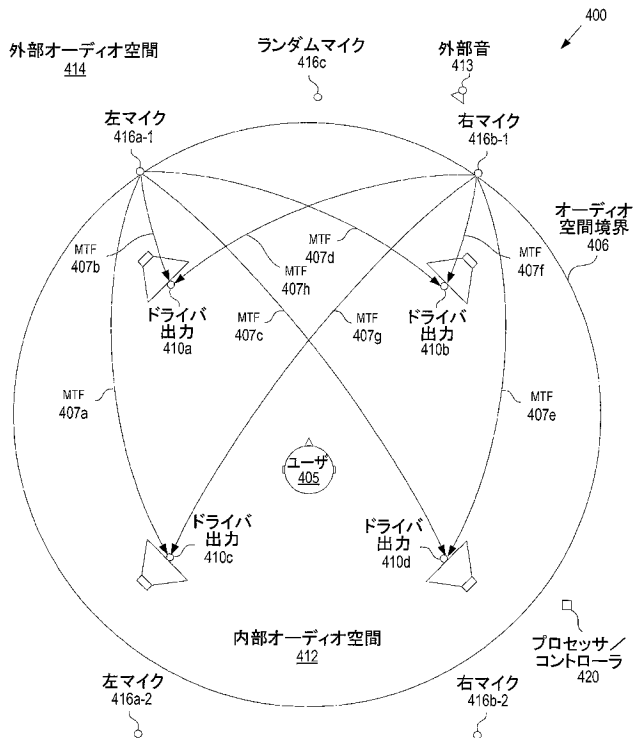 400
外部オーディオ空間
414
ランダムマイク
416c
外部音
413
左マイク
416a-1
右マイク
416b-1
オーディオ
空間境界
406
MTF
407b
MTF
407d
MTF
407f
MTF
407h
ドライバ
出力
410a
MTF
407c
MTF
407g
ドライバ
出力
410b
MTF
407a
MTF
407e
ユーザ
405
ドライバ
出力
410c
ドライバ
出力
410d
内部オーディオ空間
412
プロセッサ/
コントローラ
420
左マイク
416a-2
右マイク
416b-2